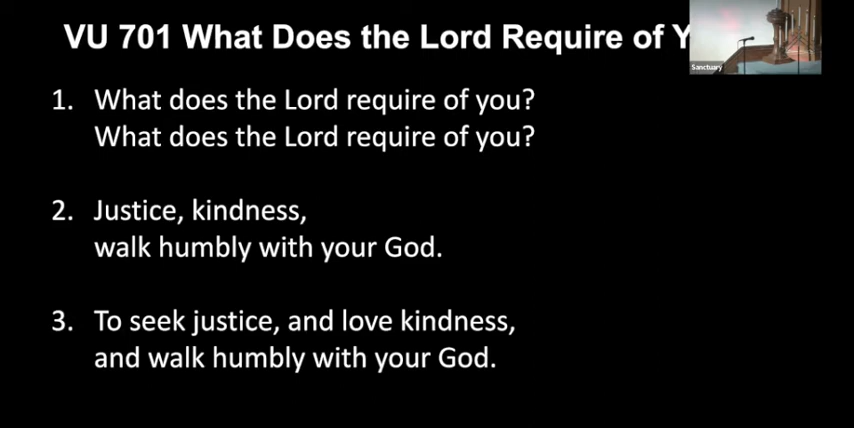 VU 701 What Does the Lord Require of Y
Sanctuary
1. What does the Lord require of you?
What does the Lord require of you?
2. Justice, kindness,
walk humbly with your God.
3. To seek justice, and love kindness,
and walk humbly with your God.